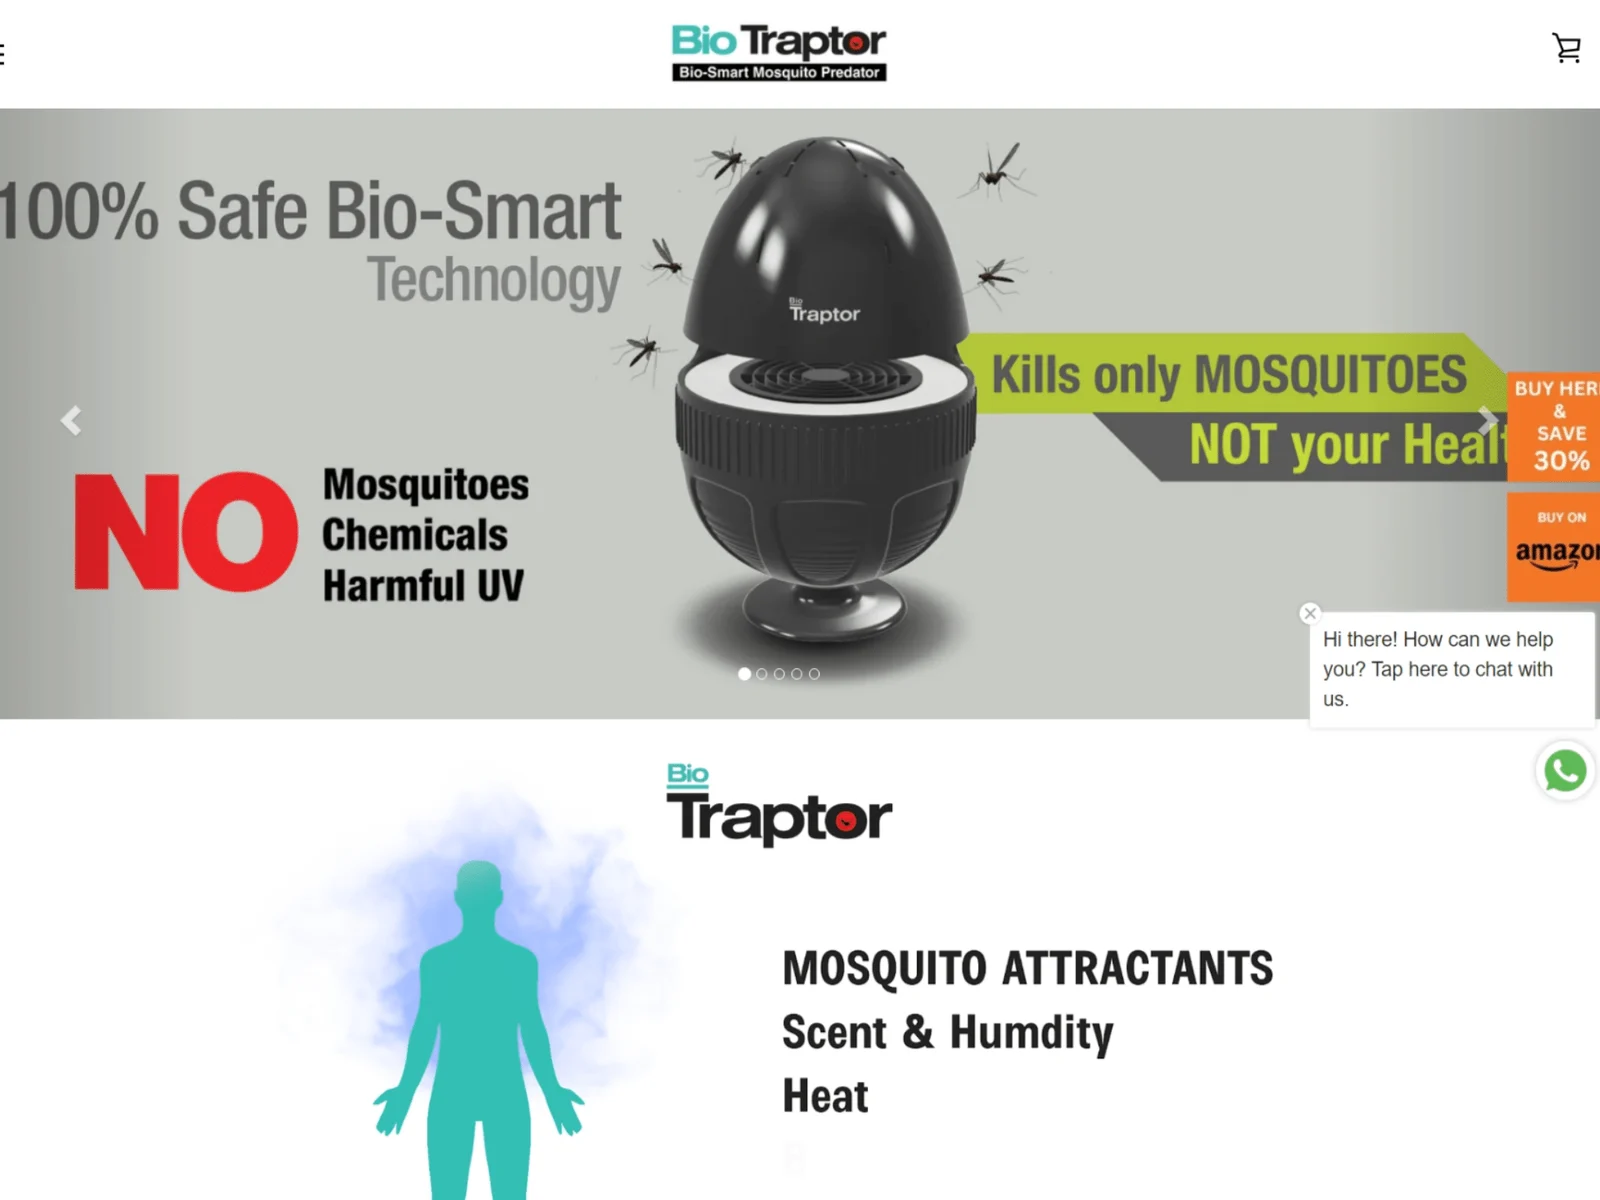 Bio Traptor
Bio-Smart Mosquito Predator
100% Safe Bio-Smart
Technology
Bio
Traptor
Kills only MOSQUITOES
NOT your Healt
NO
Mosquitoes
Chemicals
Harmful UV
BUY HER
&
SAVE
30%
BUY ON
amazon
Hi there! How can we help
you? Tap here to chat with
us.
Bio
Traptor
MOSQUITO ATTRACTANTS
Scent & Humdity
Heat